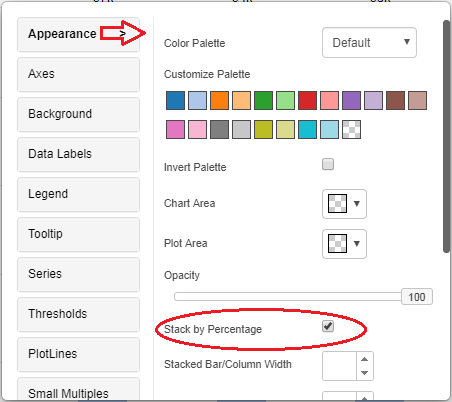 Appearance >
Axes
Background
Data Labels
Legend
Tooltip
Series
Thresholds
PlotLines
Small Multiples
Color Palette Default
Customize Palette
Invert Palette
Chart Area
Plot Area
Opacity
100
Stack by Percentage
Stacked Bar/Column Width